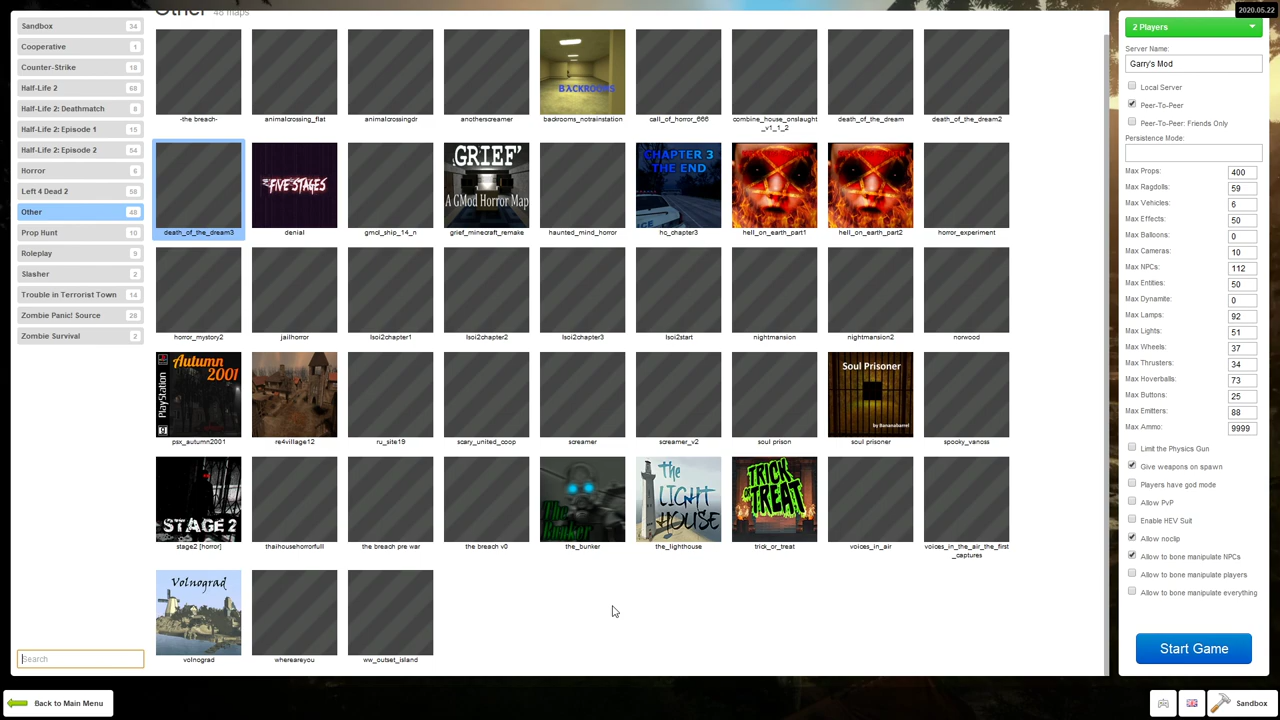 2020.05.22
Other 48 maps
Sandbox 34
Cooperative 1
Counter-Strike 18
Half-Life 2 68
Half-Life 2: Deathmatch 8
Half-Life 2: Episode 1 15
Half-Life 2: Episode 2 54
Horror 6
Left 4 Dead 2 58
Other 48
Prop Hunt 10
Roleplay 9
Slasher 2
Trouble in Terrorist Town 14
Zombie Panic! Source 28
Zombie Survival 2
Search
BACKROOMS
-the breach-
animalcrossing_flat
animalcrossingdr
anotherscreamer
backrooms_notrainstation
call_of_horror_666
combine_house_onslaught
_v1_1_2
death_of_the_dream
death_of_the_dream2
FIVE STAGES
GRIEF'
A GMod Horror Map
CHAPTER 3
THE END
death_of_the_dream3
denial
gmcl_ship_14_n
grief_minecraft_remake
haunted_mind_horror
hc_chapter3
hell_on_earth_part1
hell_on_earth_part2
horror_experiment
horror_mystory2
jailhorror
lsoi2chapter1
lsoi2chapter2
lsoi2chapter3
lsoi2start
nightmansion
nightmansion2
norwood
PlayStation
Autumn
2001
Soul Prisoner
by Bananabarrel
psx_autumn2001
re4village12
ru_site19
scary_united_coop
screamer
screamer_v2
soul prison
soul prisoner
spooky_vanoss
STAGE 2
The
Bunker
the
LIGHT
HOUSE
TRICK
OR
TREAT
stage2 [horror]
thaihousehorrorfull
the breach pre war
the breach v0
the_bunker
the_lighthouse
trick_or_treat
voices_in_air
voices_in_the_air_the_first
_captures
Volnograd
volnograd
whereareyou
ww_outset_island
2 Players
Server Name:
Garry's Mod
Local Server
Peer-To-Peer
Peer-To-Peer: Friends Only
Persistence Mode:
Max Props: 400
Max Ragdolls: 59
Max Vehicles: 6
Max Effects: 50
Max Balloons: 0
Max Cameras: 10
Max NPCs: 112
Max Entities: 50
Max Dynamite: 0
Max Lamps: 92
Max Lights: 51
Max Wheels: 37
Max Thrusters: 34
Max Hoverballs: 73
Max Buttons: 25
Max Emitters: 88
Max Ammo: 9999
Limit the Physics Gun
Give weapons on spawn
Players have god mode
Allow PvP
Enable HEV Suit
Allow noclip
Allow to bone manipulate NPCs
Allow to bone manipulate players
Allow to bone manipulate everything
Start Game
Back to Main Menu
Sandbox